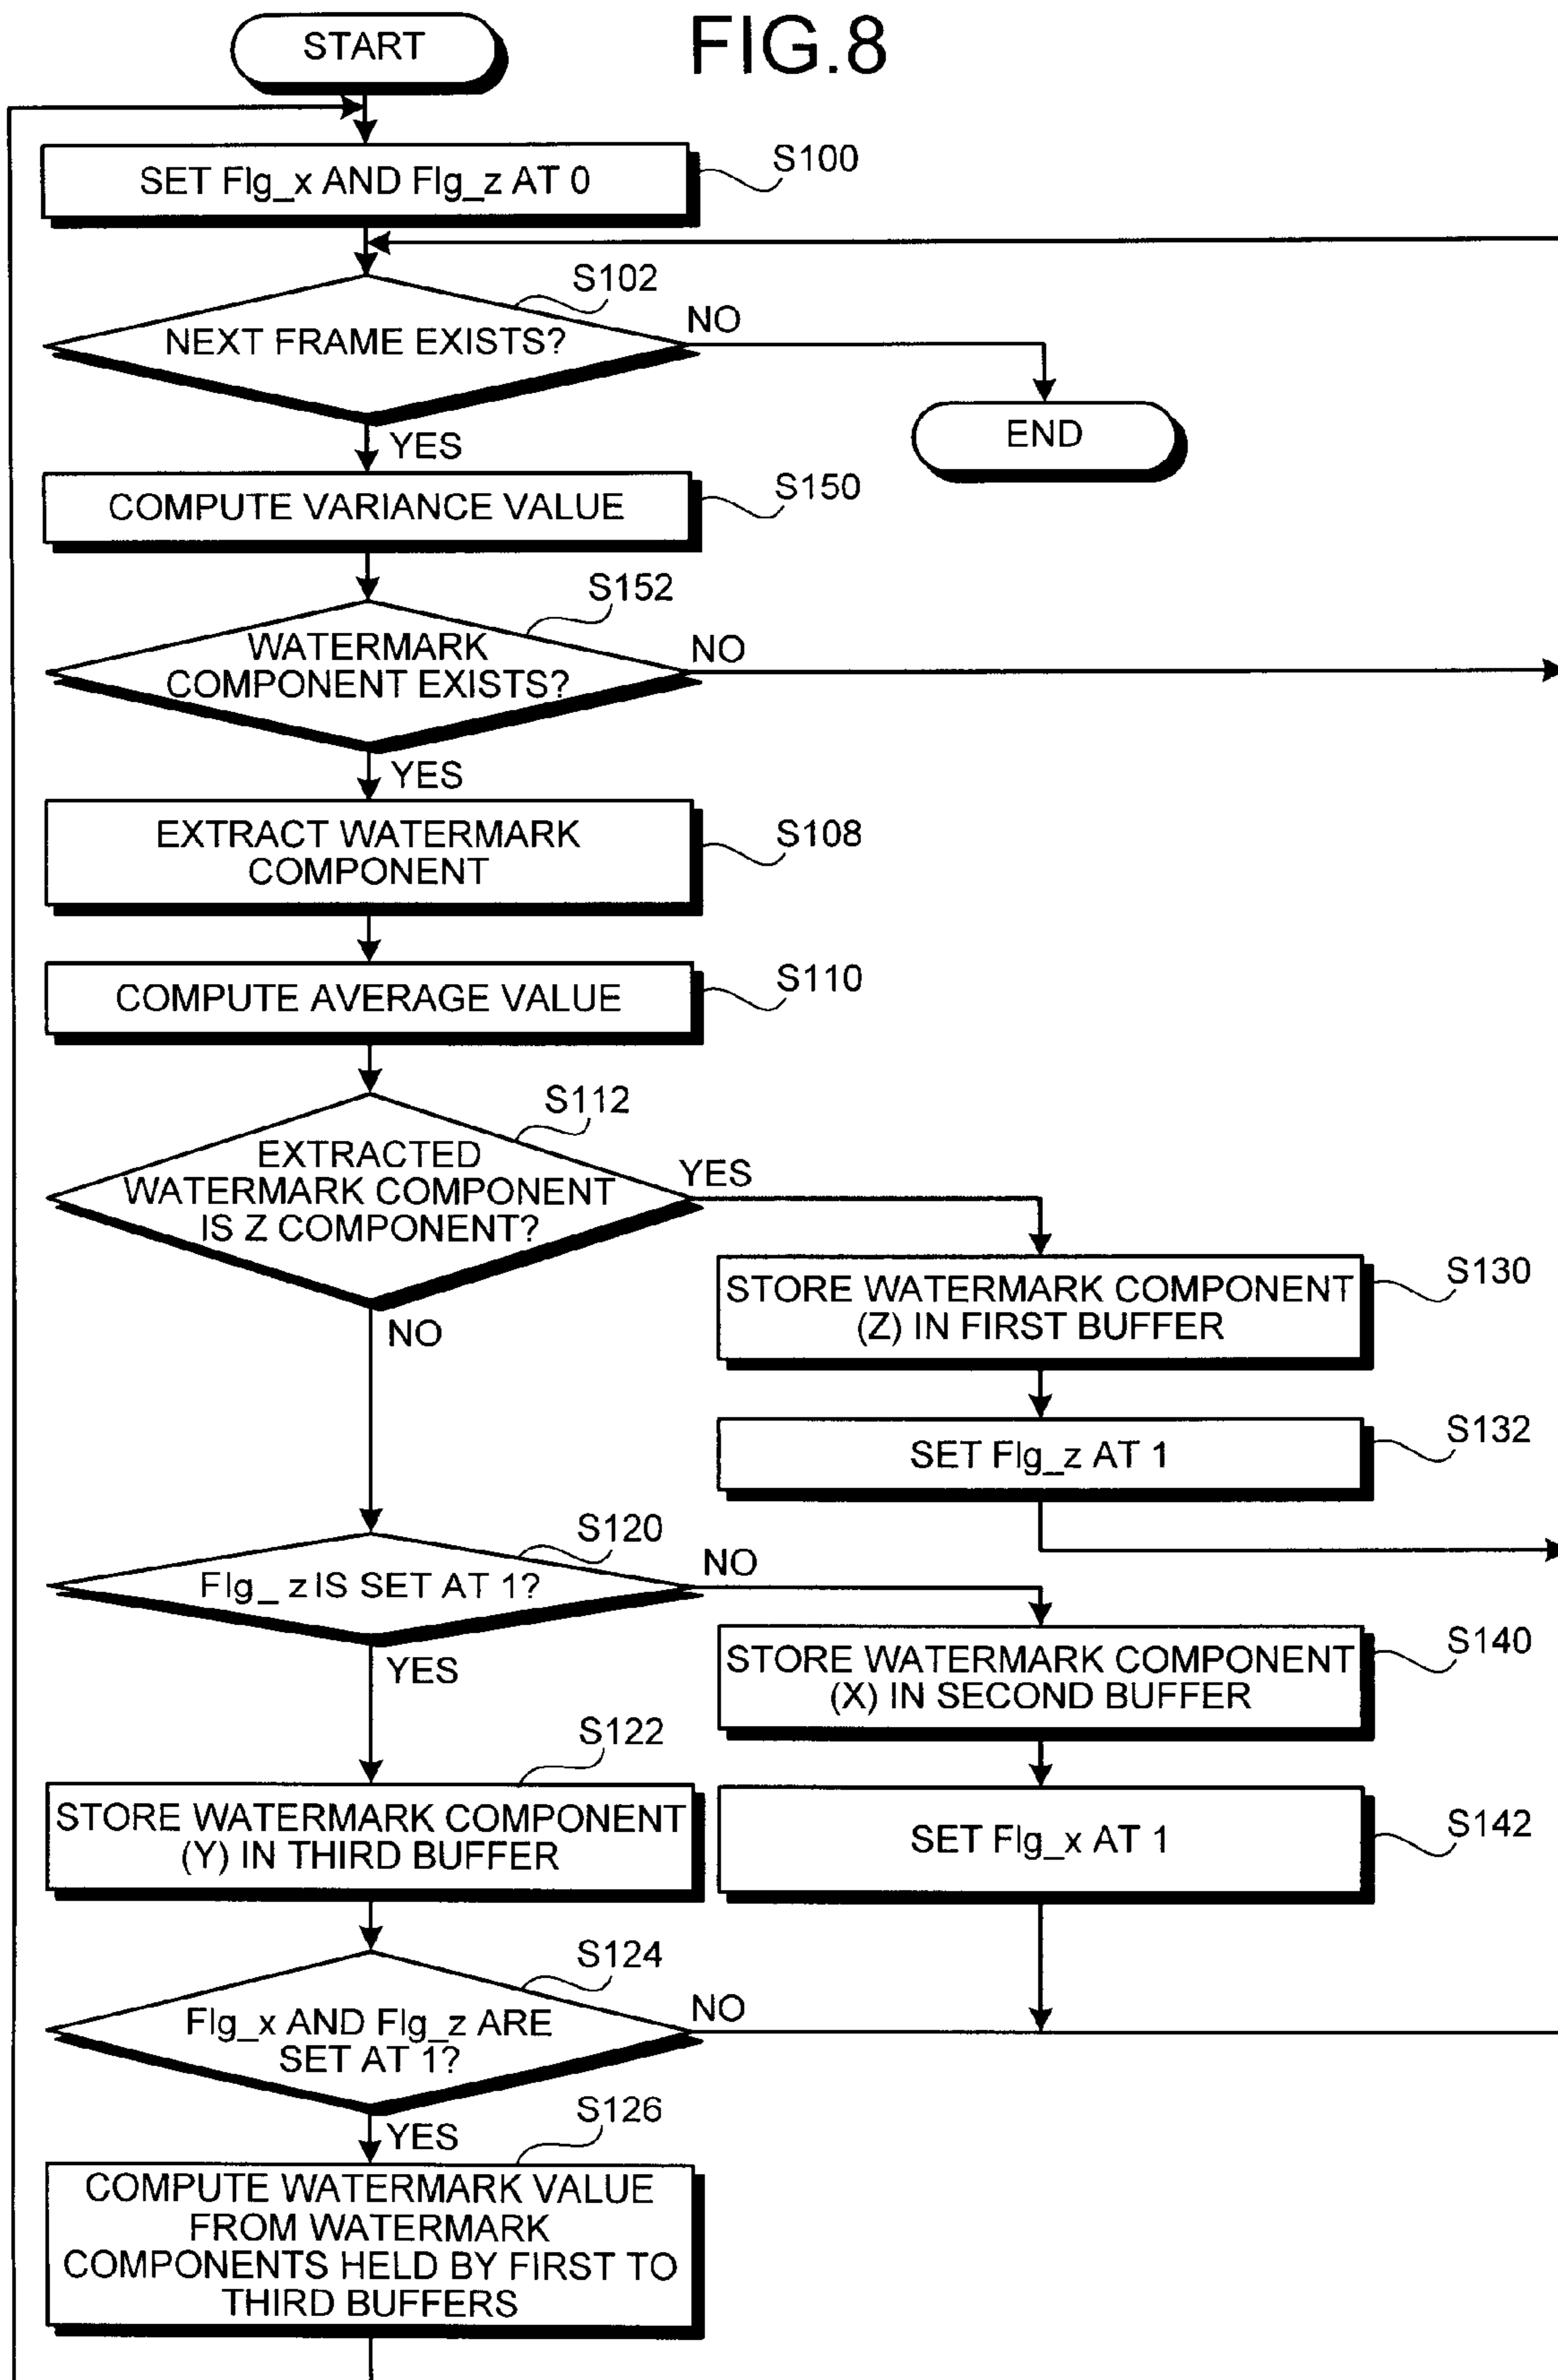 FIG.8
START
SET Flg_x AND Flg_z AT 0
S100
NEXT FRAME EXISTS?
S102
NO
END
YES
COMPUTE VARIANCE VALUE
S150
WATERMARK
COMPONENT EXISTS?
S152
NO
YES
EXTRACT WATERMARK
COMPONENT
S108
COMPUTE AVERAGE VALUE
S110
EXTRACTED
WATERMARK COMPONENT
IS Z COMPONENT?
S112
YES
NO
STORE WATERMARK COMPONENT
(Z) IN FIRST BUFFER
S130
SET Flg_z AT 1
S132
Flg_ z IS SET AT 1?
S120
NO
YES
STORE WATERMARK COMPONENT
(X) IN SECOND BUFFER
S140
STORE WATERMARK COMPONENT
(Y) IN THIRD BUFFER
S122
SET Flg_x AT 1
S142
Flg_x AND Flg_z ARE
SET AT 1?
S124
NO
YES
COMPUTE WATERMARK VALUE
FROM WATERMARK
COMPONENTS HELD BY FIRST TO
THIRD BUFFERS
S126